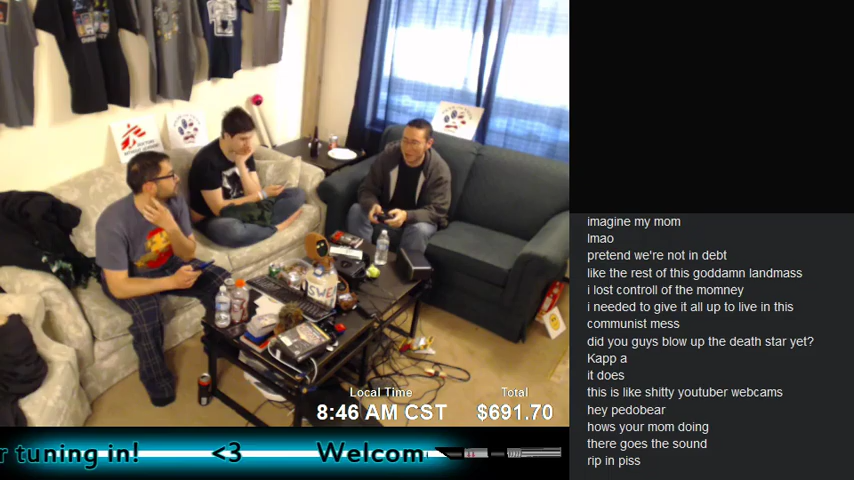 imagine my mom
lmao
pretend we're not in debt
like the rest of this goddamn landmass
i lost controll of the momney
i needed to give it all up to live in this
communist mess
did you guys blow up the death star yet?
Kapp a
it does
this is like shitty youtuber webcams
hey pedobear
hows your mom doing
there goes the sound
rip in piss
SWE
Local Time
Total
8:46 AM CST
$691.70
r tuning in!
<3
Welcom